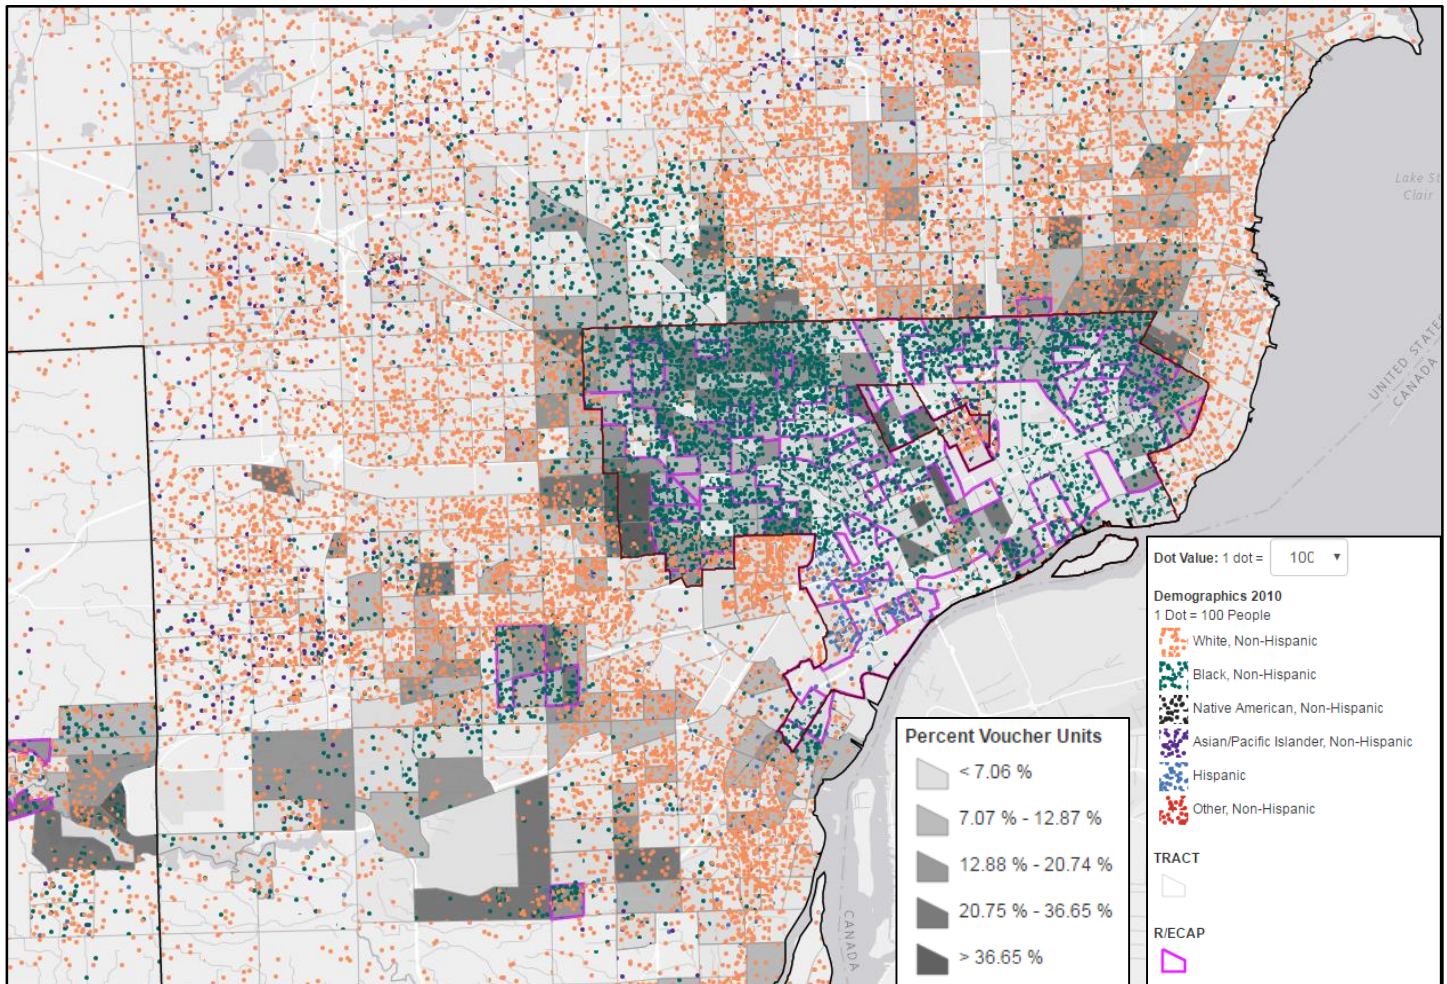 Lake St
Clair
UNITED STATE
CANADA
CANADA
Dot Value: 1 dot = 100
Demographics 2010
1 Dot = 100 People
White, Non-Hispanic
Black, Non-Hispanic
Native American, Non-Hispanic
Asian/Pacific Islander, Non-Hispanic
Hispanic
Other, Non-Hispanic
TRACT
R/ECAP
Percent Voucher Units
< 7.06 %
7.07 % - 12.87 %
12.88 % - 20.74 %
20.75 % - 36.65 %
> 36.65 %